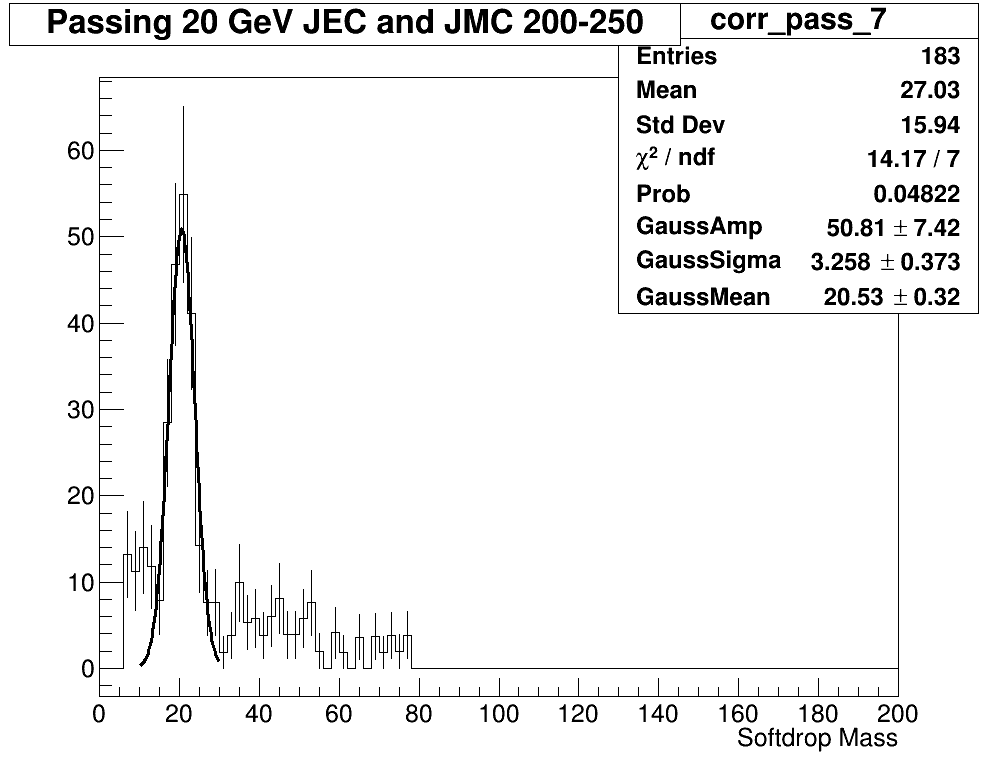 Passing 20 GeV JEC and JMC 200-250
corr_pass_7
Entries 183
Mean 27.03
Std Dev 15.94
χ² / ndf 14.17 / 7
Prob 0.04822
GaussAmp 50.81 ± 7.42
GaussSigma 3.258 ± 0.373
GaussMean 20.53 ± 0.32
60
50
40
30
20
10
0
0 20 40 60 80 100 120 140 160 180 200
Softdrop Mass